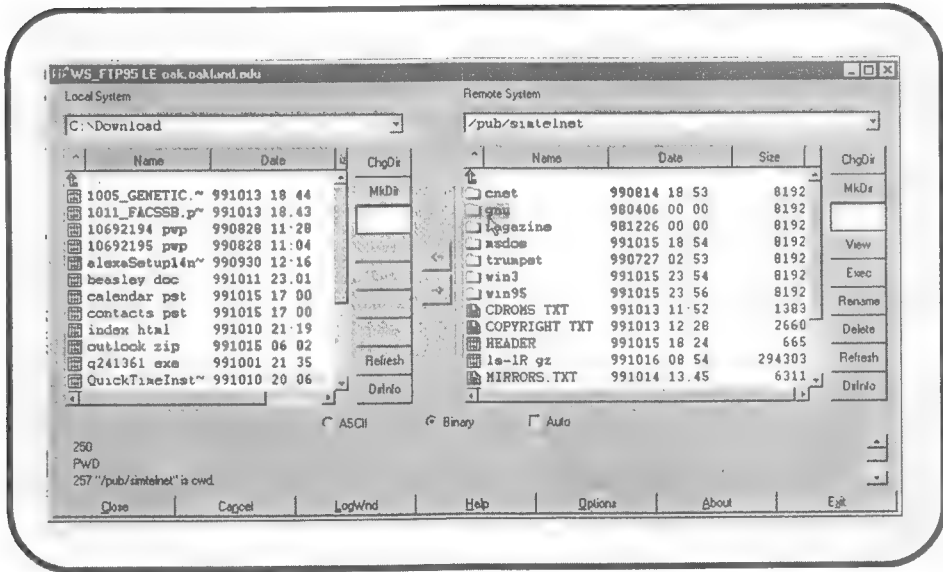 WS_FTP95 LE oak.oakland.edu
Local System
Remote System
C:\Download
/pub/simtelnet
Name Date ChgDir
Name Date Size ChgDir
1005_GENETIC.~ 991013 18 44 MkDir
1011_FACSSB.p~ 991013 18.43
10692194 pwp 990828 11:28
10692195 pwp 990828 11:04
alexaSetup14n~ 990930 12:16
beasley doc 991011 23.01
calendar pst 991015 17 00
contacts pst 991015 17 00
index html 991010 21:19
outlook zip 991015 06 02
q241361 exe 991001 21 35 Refresh
QuickTimeInst~ 991010 20 06 DirInfo
cnet 990814 18 53 8192 MkDir
gnu 980406 00 00 8192
magazine 981226 00 00 8192
msdos 991015 18 54 8192 View
trumpet 990727 02 53 8192
win3 991015 23 54 8192 Exec
win95 991015 23 56 8192
CDROMS TXT 991013 11:52 1383 Rename
COPYRIGHT TXT 991013 12 28 2660 Delete
HEADER 991015 18 24 665
ls-lR gz 991016 08 54 294303 Refresh
MIRRORS.TXT 991014 13.45 6311 DirInfo
ASCII Binary Auto
250
PWD
257 "/pub/simtelnet" is cwd.
Close Cancel LogWnd Help Options About Exit